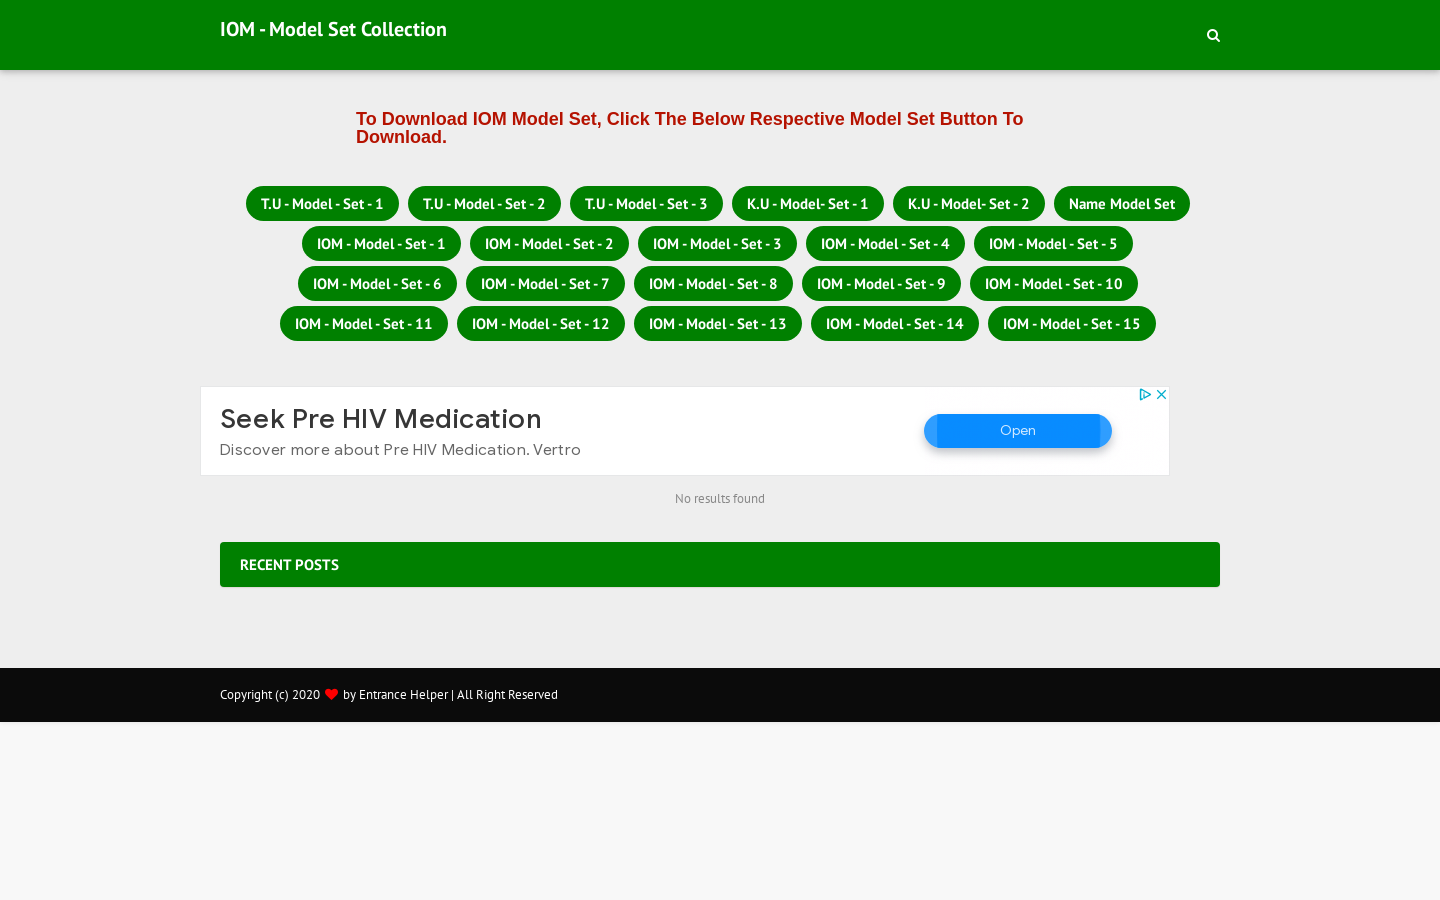 IOM - Model Set Collection
To Download IOM Model Set, Click The Below Respective Model Set Button To
Download.
T.U - Model - Set - 1 T.U - Model - Set - 2 T.U - Model - Set - 3 K.U - Model- Set - 1 K.U - Model- Set - 2 Name Model Set
IOM - Model - Set - 1 IOM - Model - Set - 2 IOM - Model - Set - 3 IOM - Model - Set - 4 IOM - Model - Set - 5
IOM - Model - Set - 6 IOM - Model - Set - 7 IOM - Model - Set - 8 IOM - Model - Set - 9 IOM - Model - Set - 10
IOM - Model - Set - 11 IOM - Model - Set - 12 IOM - Model - Set - 13 IOM - Model - Set - 14 IOM - Model - Set - 15
Seek Pre HIV Medication
Discover more about Pre HIV Medication. Vertro
Open
No results found
RECENT POSTS
Copyright (c) 2020 by Entrance Helper | All Right Reserved